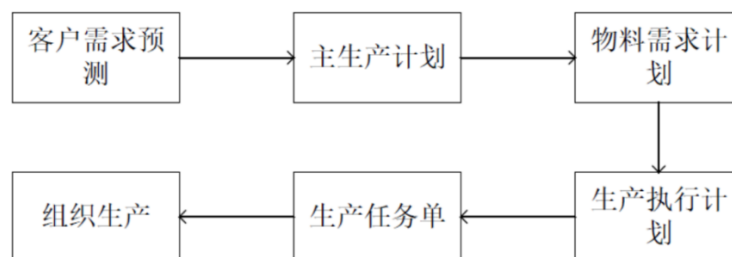 客户需求预
测
主生产计划
物料需求计
划
组织生产
生产任务单
生产执行计
划